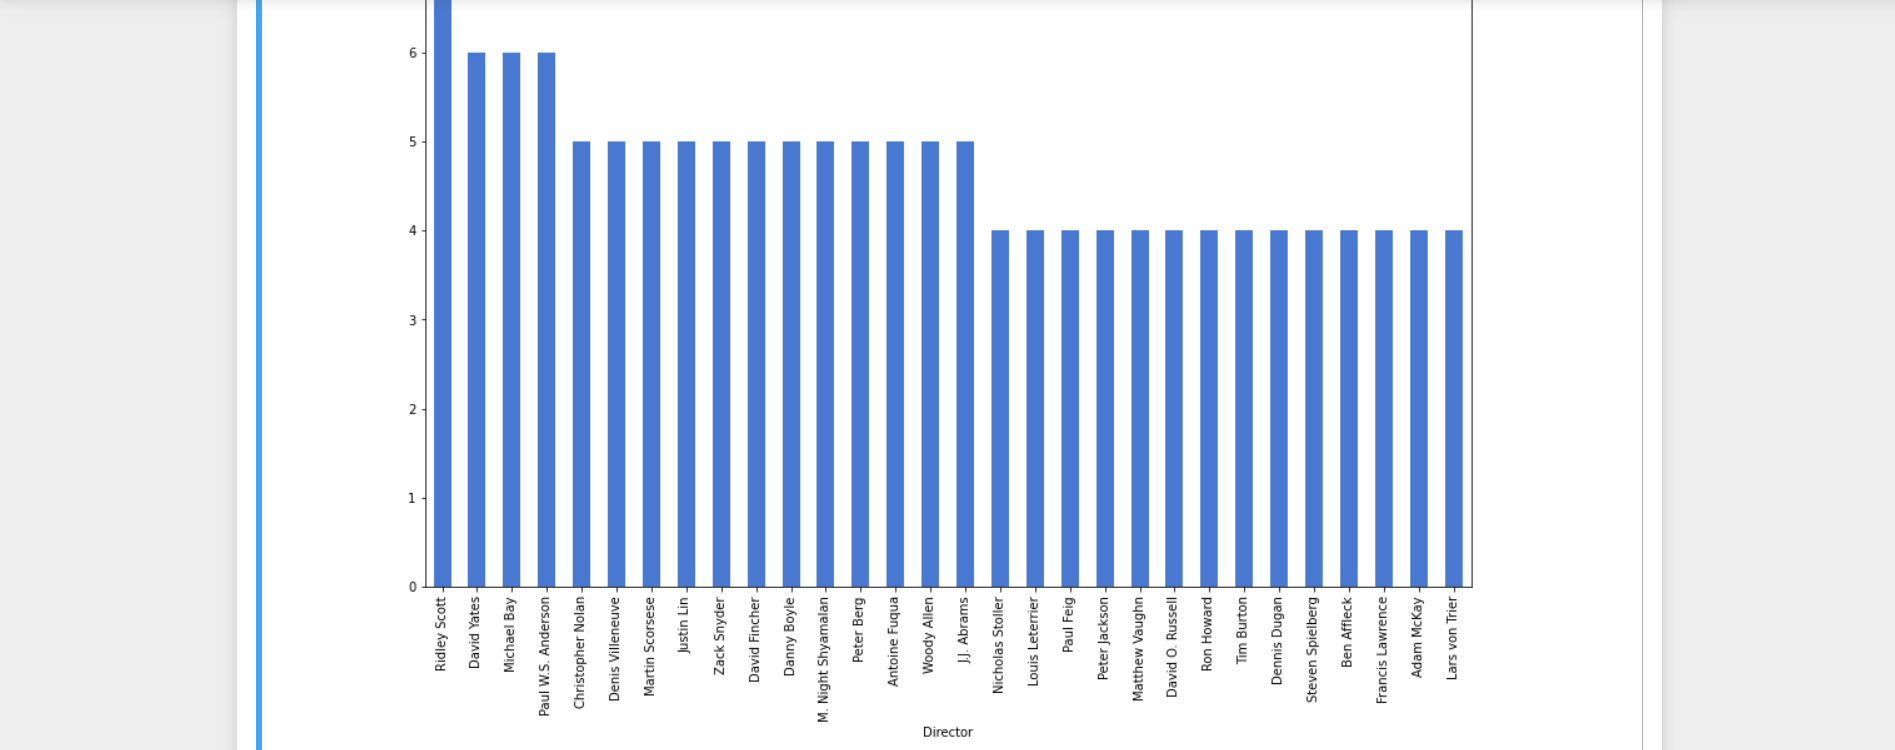 6
5
4
3
2
1
0
Ridley Scott
David Yates
Michael Bay
Paul W.S. Anderson
Christopher Nolan
Denis Villeneuve
Martin Scorsese
Justin Lin
Zack Snyder
David Fincher
Danny Boyle
M. Night Shyamalan
Peter Berg
Antoine Fuqua
Woody Allen
J.J. Abrams
Nicholas Stoller
Louis Leterrier
Paul Feig
Peter Jackson
Matthew Vaughn
David O. Russell
Ron Howard
Tim Burton
Dennis Dugan
Steven Spielberg
Ben Affleck
Francis Lawrence
Adam McKay
Lars von Trier
Director